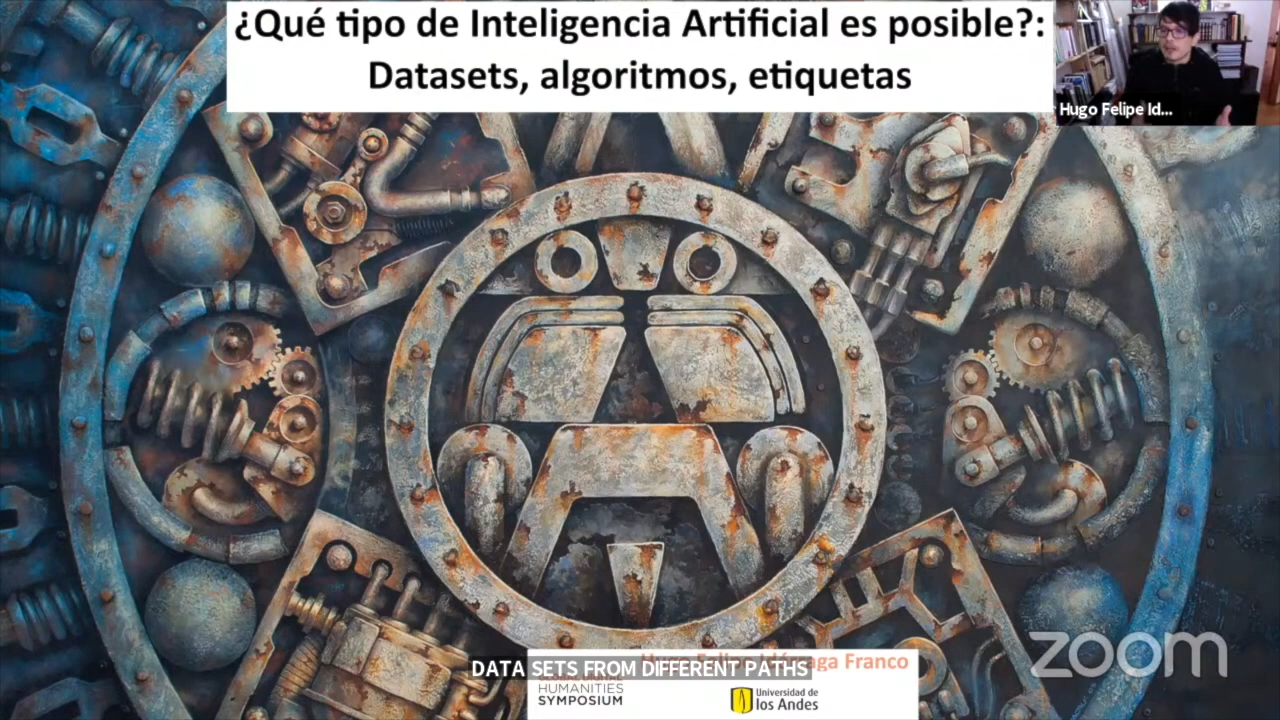 ¿Qué tipo de Inteligencia Artificial es posible?:
Datasets, algoritmos, etiquetas
Hugo Felipe Id...
zoom
DATA SETS FROM DIFFERENT PATHS
aga Franco
HUMANITIES
SYMPOSIUM
Universidad de
los Andes